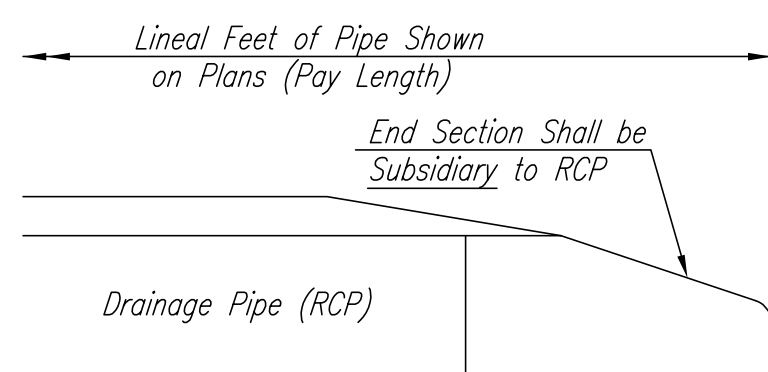 Lineal Feet of Pipe Shown
on Plans (Pay Length)
End Section Shall be
Subsidiary to RCP
Drainage Pipe (RCP)